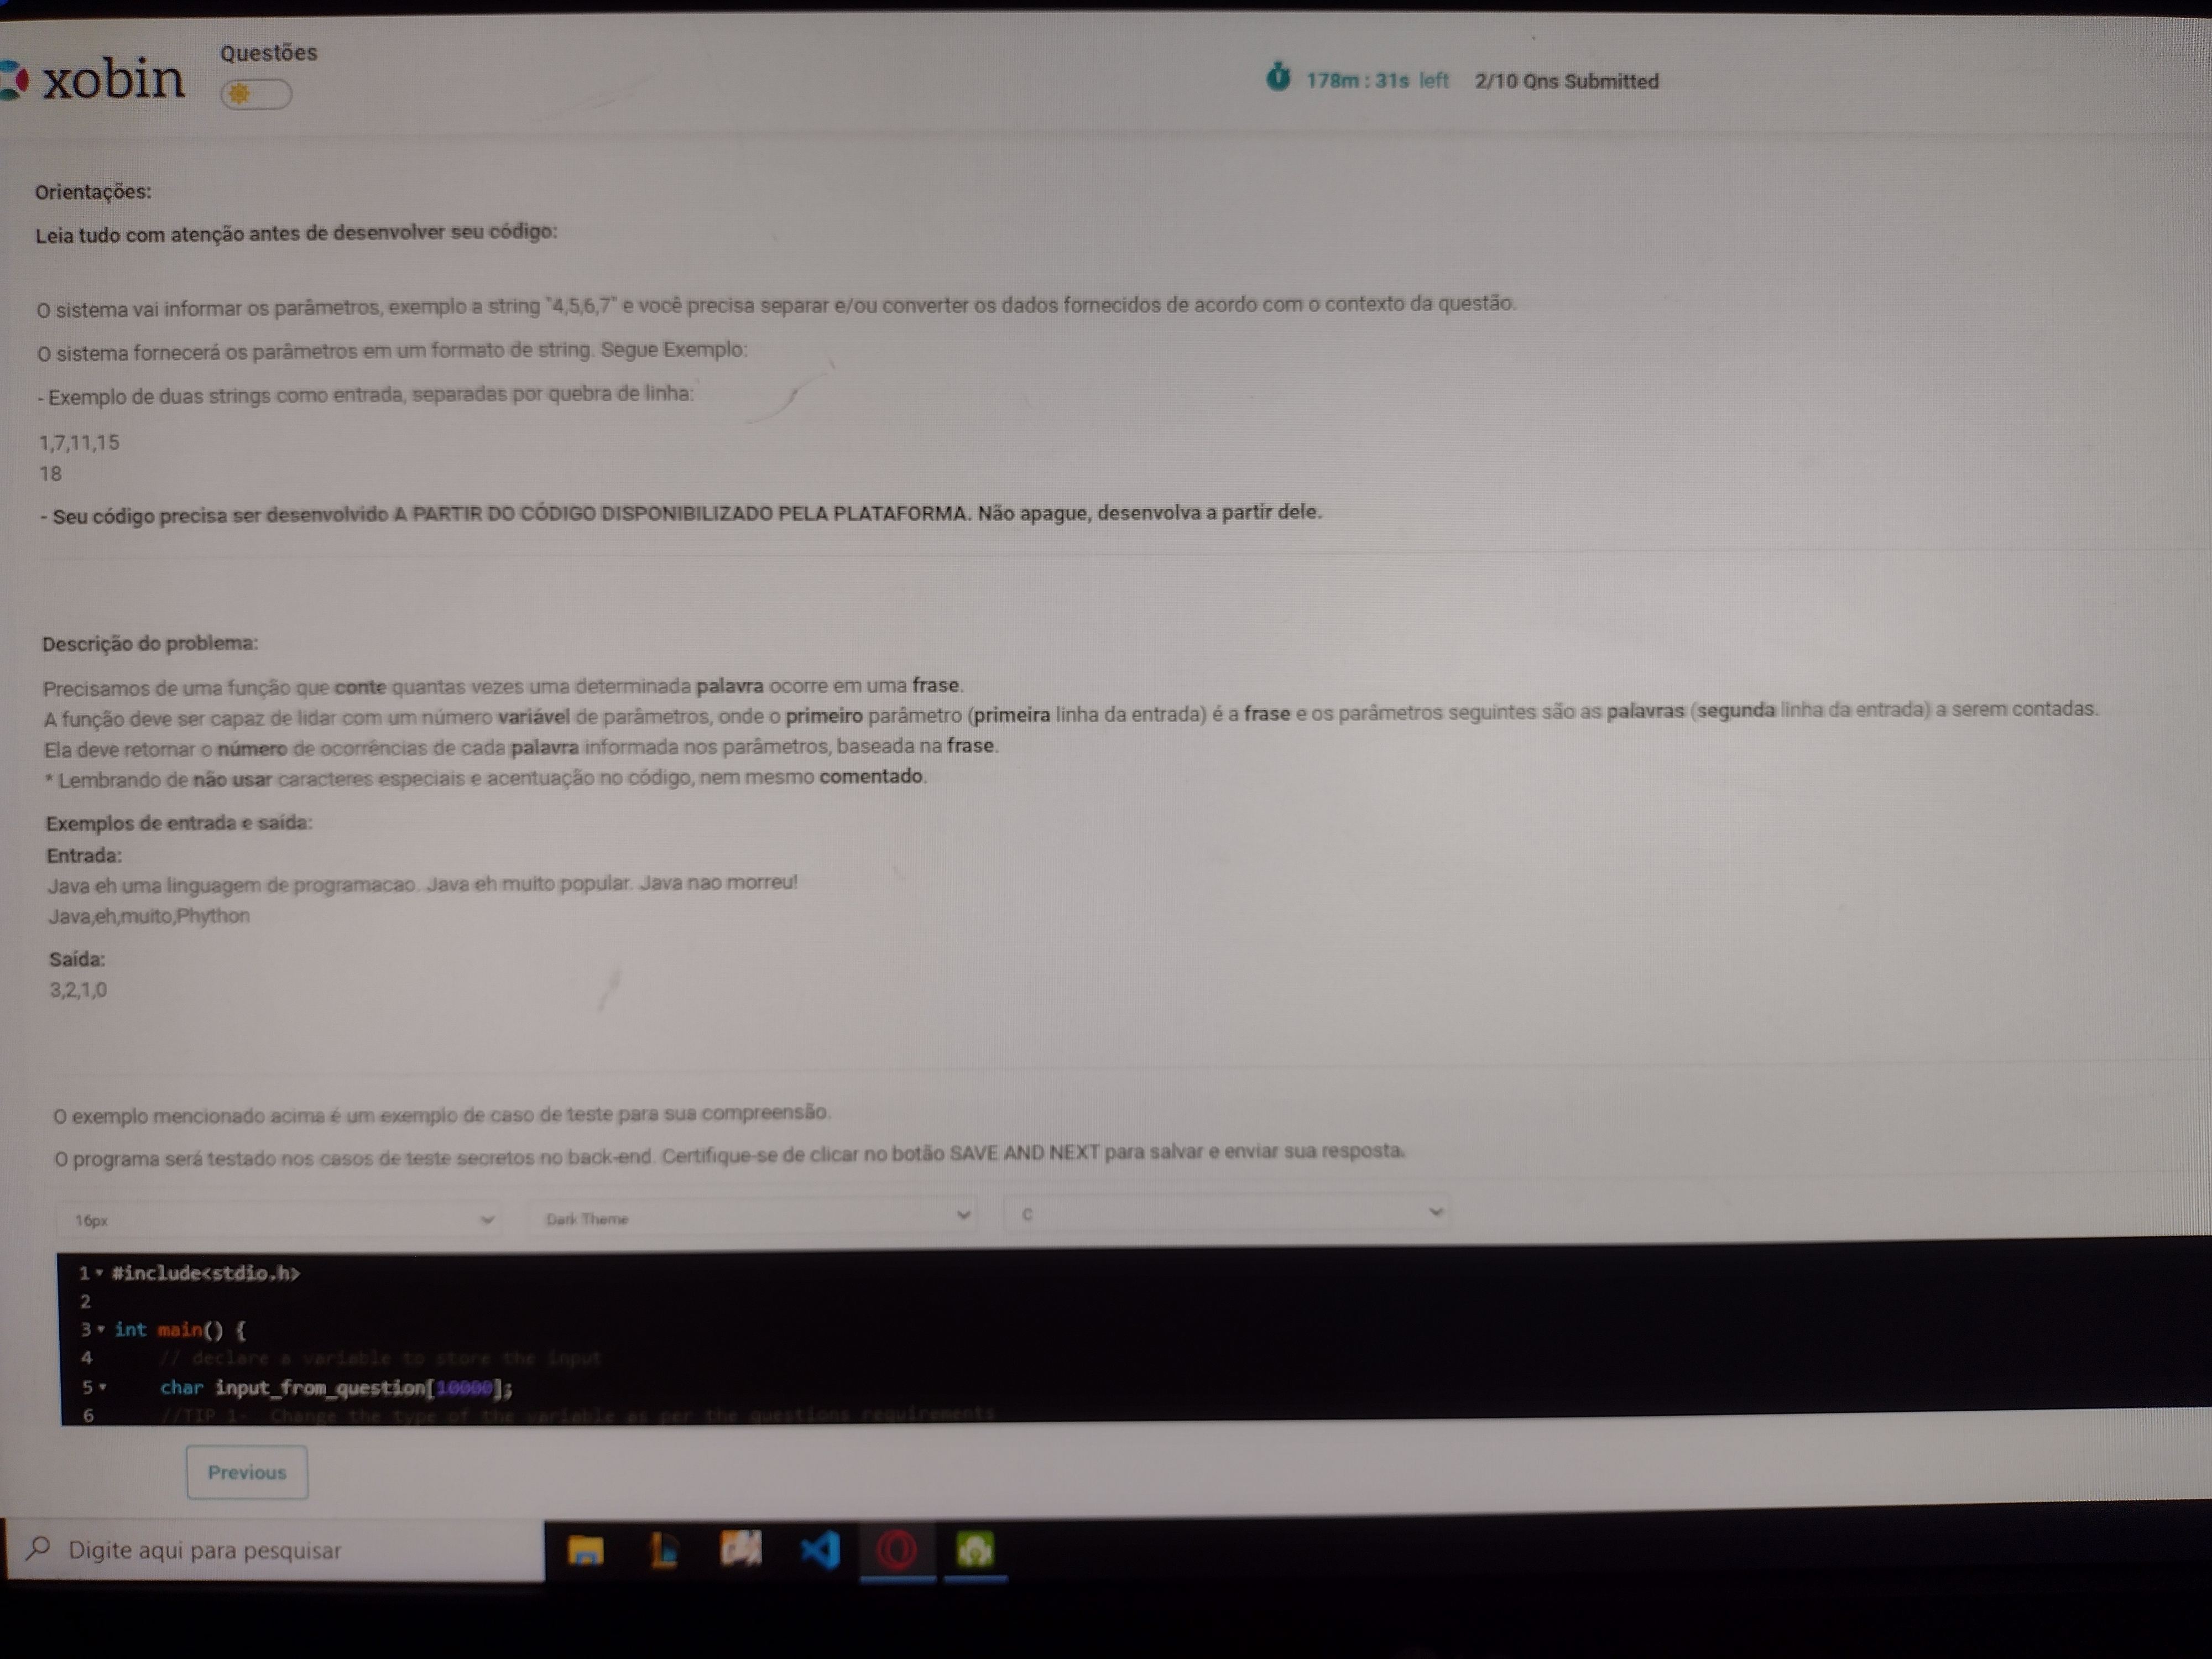 Questões
xobin
178m : 31s left 2/10 Qns Submitted
Orientações:
Leia tudo com atenção antes de desenvolver seu código:
O sistema vai informar os parâmetros, exemplo a string "4,5,6,7" e você precisa separar e/ou converter os dados fornecidos de acordo com o contexto da questão.
O sistema fornecerá os parâmetros em um formato de string. Segue Exemplo:
- Exemplo de duas strings como entrada, separadas por quebra de linha:
1,7,11,15
18
- Seu código precisa ser desenvolvido A PARTIR DO CÓDIGO DISPONIBILIZADO PELA PLATAFORMA. Não apague, desenvolva a partir dele.
Descrição do problema:
Precisamos de uma função que conte quantas vezes uma determinada palavra ocorre em uma frase.
A função deve ser capaz de lidar com um número variável de parâmetros, onde o primeiro parâmetro (primeira linha da entrada) é a frase e os parâmetros seguintes são as palavras (segunda linha da entrada) a serem contadas.
Ela deve retornar o número de ocorrências de cada palavra informada nos parâmetros, baseada na frase.
* Lembrando de não usar caracteres especiais e acentuação no código, nem mesmo comentado.
Exemplos de entrada e saída:
Entrada:
Java eh uma linguagem de programacao. Java eh muito popular. Java nao morreu!
Java,eh,muito,Phython
Saída:
3,2,1,0
O exemplo mencionado acima é um exemplo de caso de teste para sua compreensão.
O programa será testado nos casos de teste secretos no back-end. Certifique-se de clicar no botão SAVE AND NEXT para salvar e enviar sua resposta.
16px Dark Theme C
1 #include<stdio.h>
2
3 int main() {
4 // declare a variable to store the input
5 char input_from_question[10000];
6 //TIP 1- Change the type of the variable as per the questions requirements
Previous
Digite aqui para pesquisar